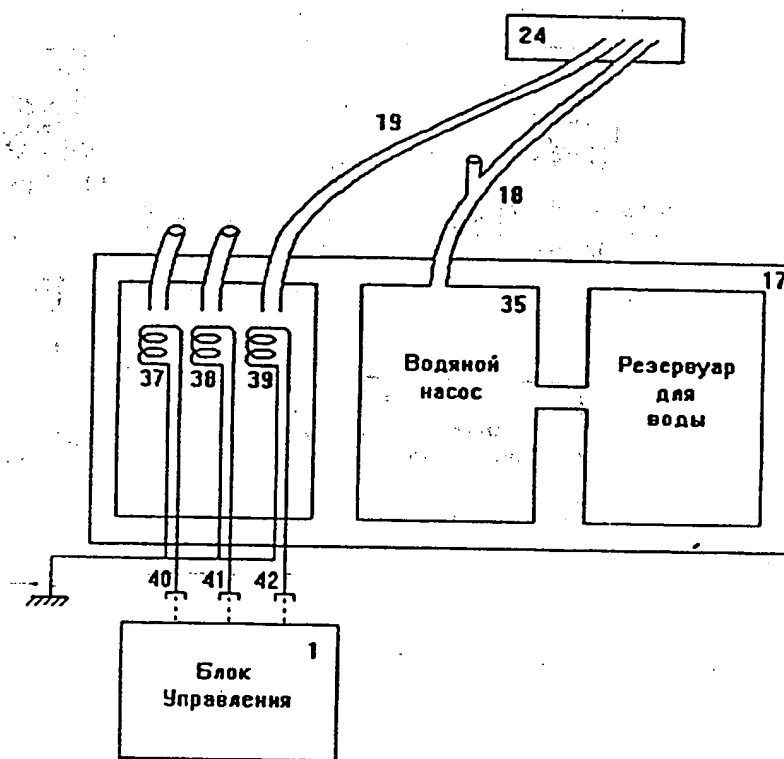 24
19
18
17
35
37 38 39
Водяной
насос
Резервуар
для
воды
40 41 42
1
Блок
Управления